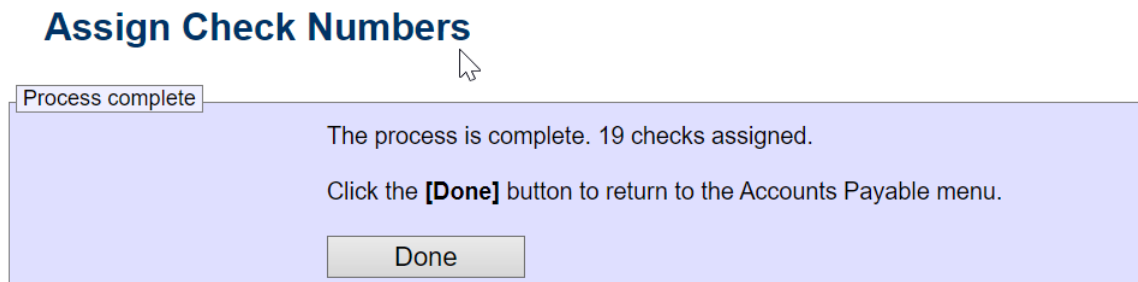 Assign Check Numbers
Process complete
The process is complete. 19 checks assigned.
Click the [Done] button to return to the Accounts Payable menu.
Done